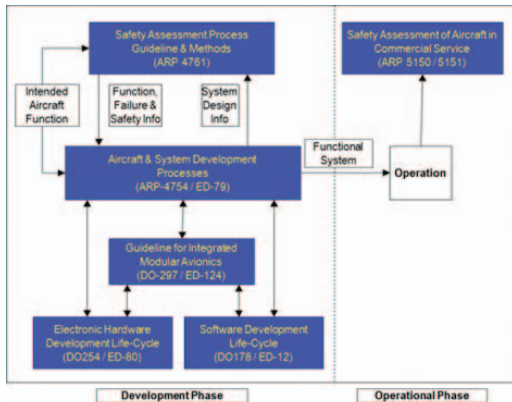 Safety Assessment Process
Guideline & Methods
(ARP 4761)
Safety Assessment of Aircraft in
Commercial Service
(ARP 5150 / 5151)
Intended
Aircraft
Function
Function,
Failure &
Safety Info
System
Design
Info
Functional
System
Aircraft & System Development
Processes
(ARP-4754 / ED-79)
Operation
Guideline for Integrated
Modular Avionics
(DO-297 / ED-124)
Electronic Hardware
Development Life-Cycle
(DO254 / ED-80)
Software Development
Life-Cycle
(DO178 / ED-12)
Development Phase
Operational Phase